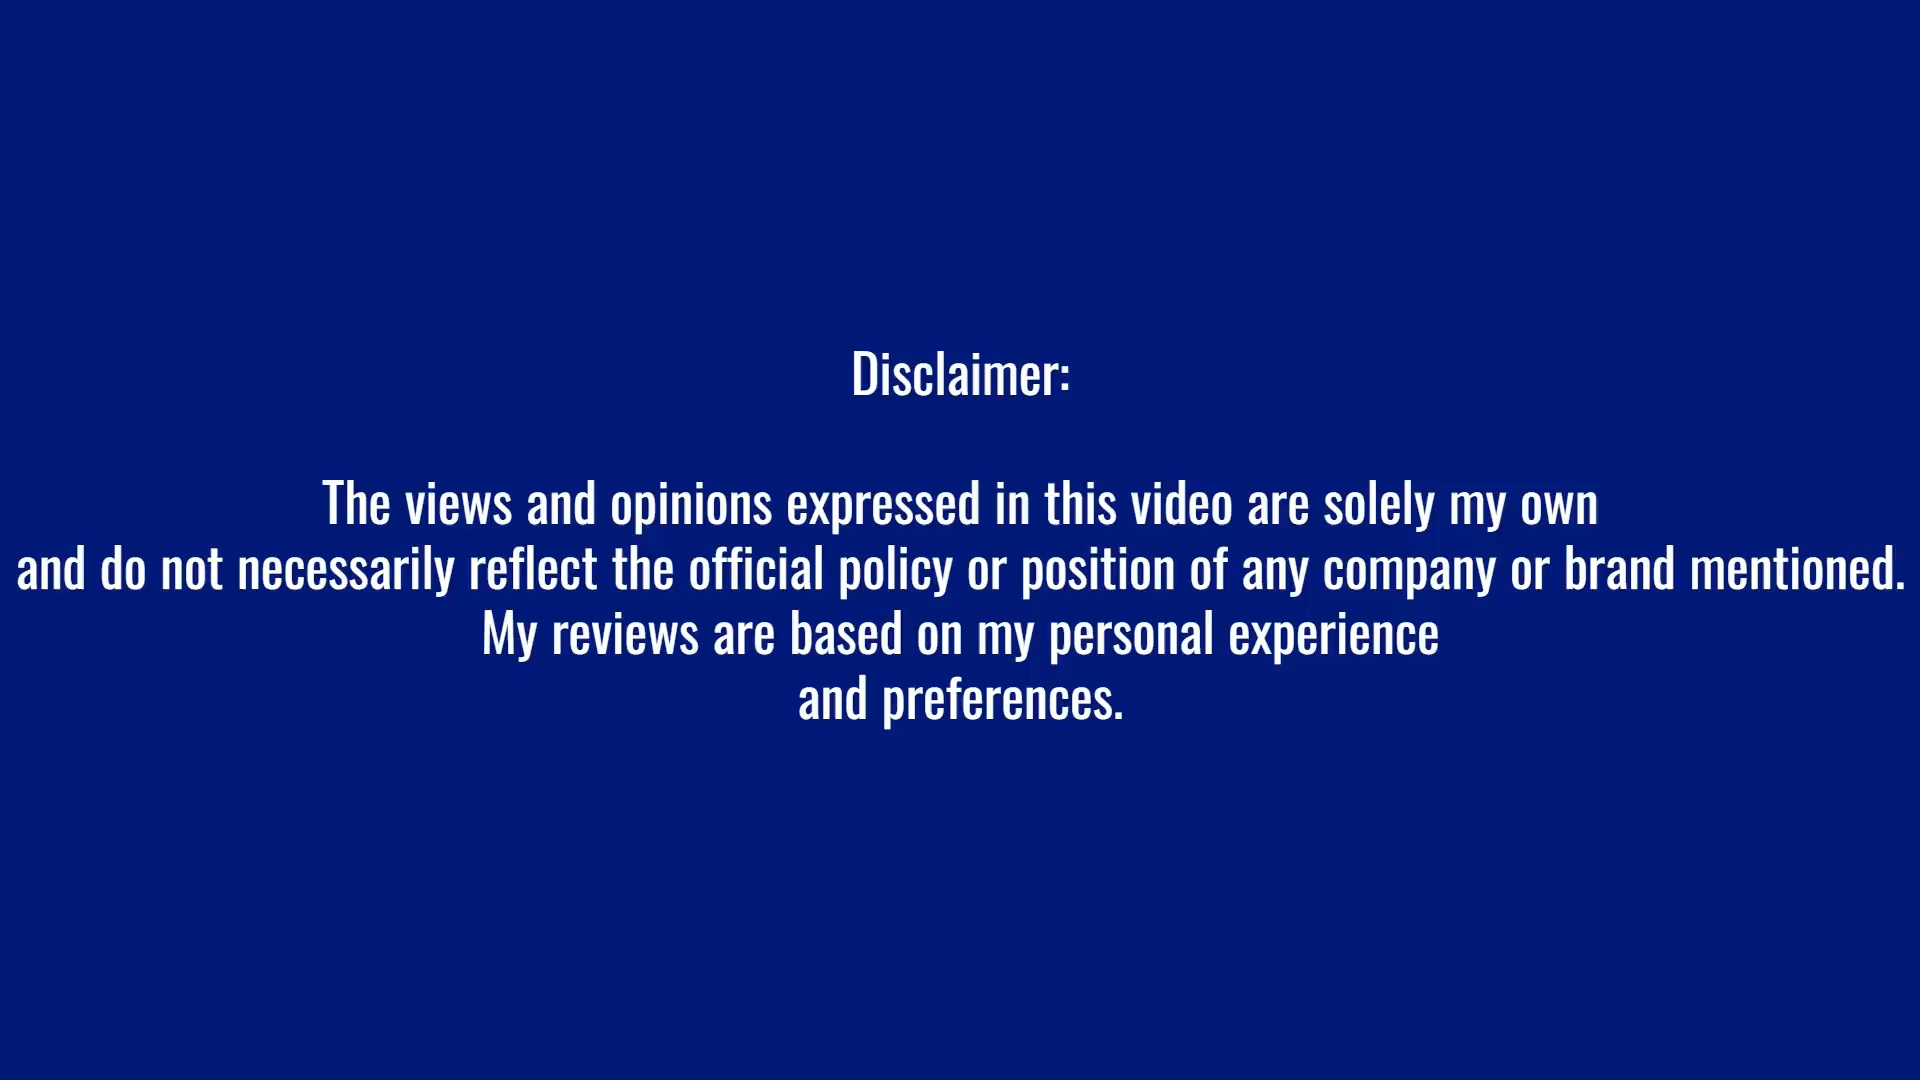 Disclaimer:
The views and opinions expressed in this video are solely my own
and do not necessarily reflect the official policy or position of any company or brand mentioned.
My reviews are based on my personal experience
and preferences.